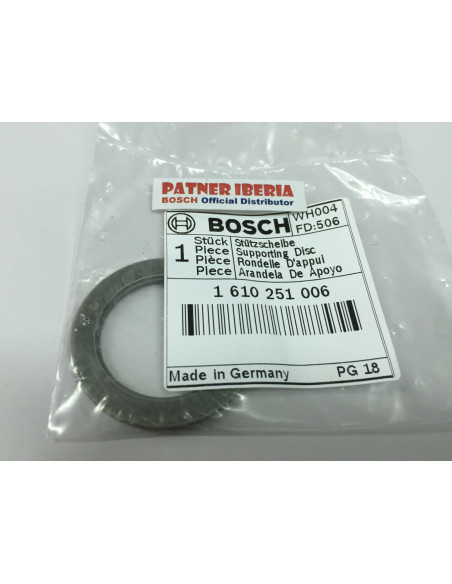 PATNER IBERIA
BOSCH Official Distributor
BOSCH
WH004
FD:506
1
Stück Stützscheibe
Piece Supporting Disc
Pièce Rondelle D'appui
Piece Arandela De Apoyo
1 610 251 006
Made in Germany PG 18